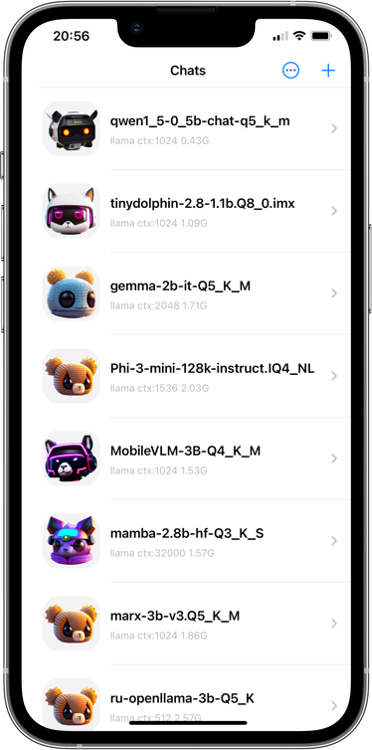 20:56
Chats
qwen1_5-0_5b-chat-q5_k_m
llama ctx:1024 0.43G
tinydolphin-2.8-1.1b.Q8_0.imx
llama ctx:1024 1.09G
gemma-2b-it-Q5_K_M
llama ctx:2048 1.71G
Phi-3-mini-128k-instruct.IQ4_NL
llama ctx:1536 2.03G
MobileVLM-3B-Q4_K_M
llama ctx:1024 1.53G
mamba-2.8b-hf-Q3_K_S
llama ctx:32000 1.57G
marx-3b-v3.Q5_K_M
llama ctx:1024 1.86G
ru-openllama-3b-Q5_K
llama ctx:512 2.57G